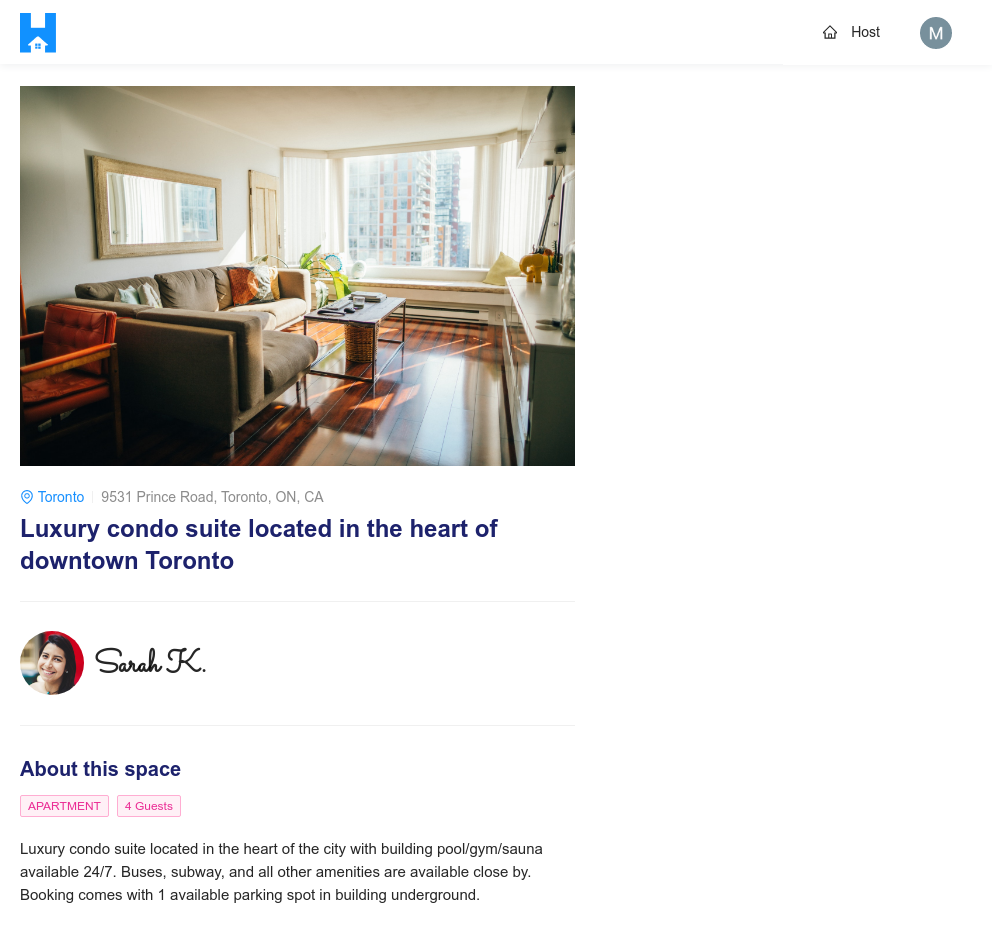 Host
M
Toronto 9531 Prince Road, Toronto, ON, CA
Luxury condo suite located in the heart of
downtown Toronto
Sarah K.
About this space
APARTMENT 4 Guests
Luxury condo suite located in the heart of the city with building pool/gym/sauna
available 24/7. Buses, subway, and all other amenities are available close by.
Booking comes with 1 available parking spot in building underground.